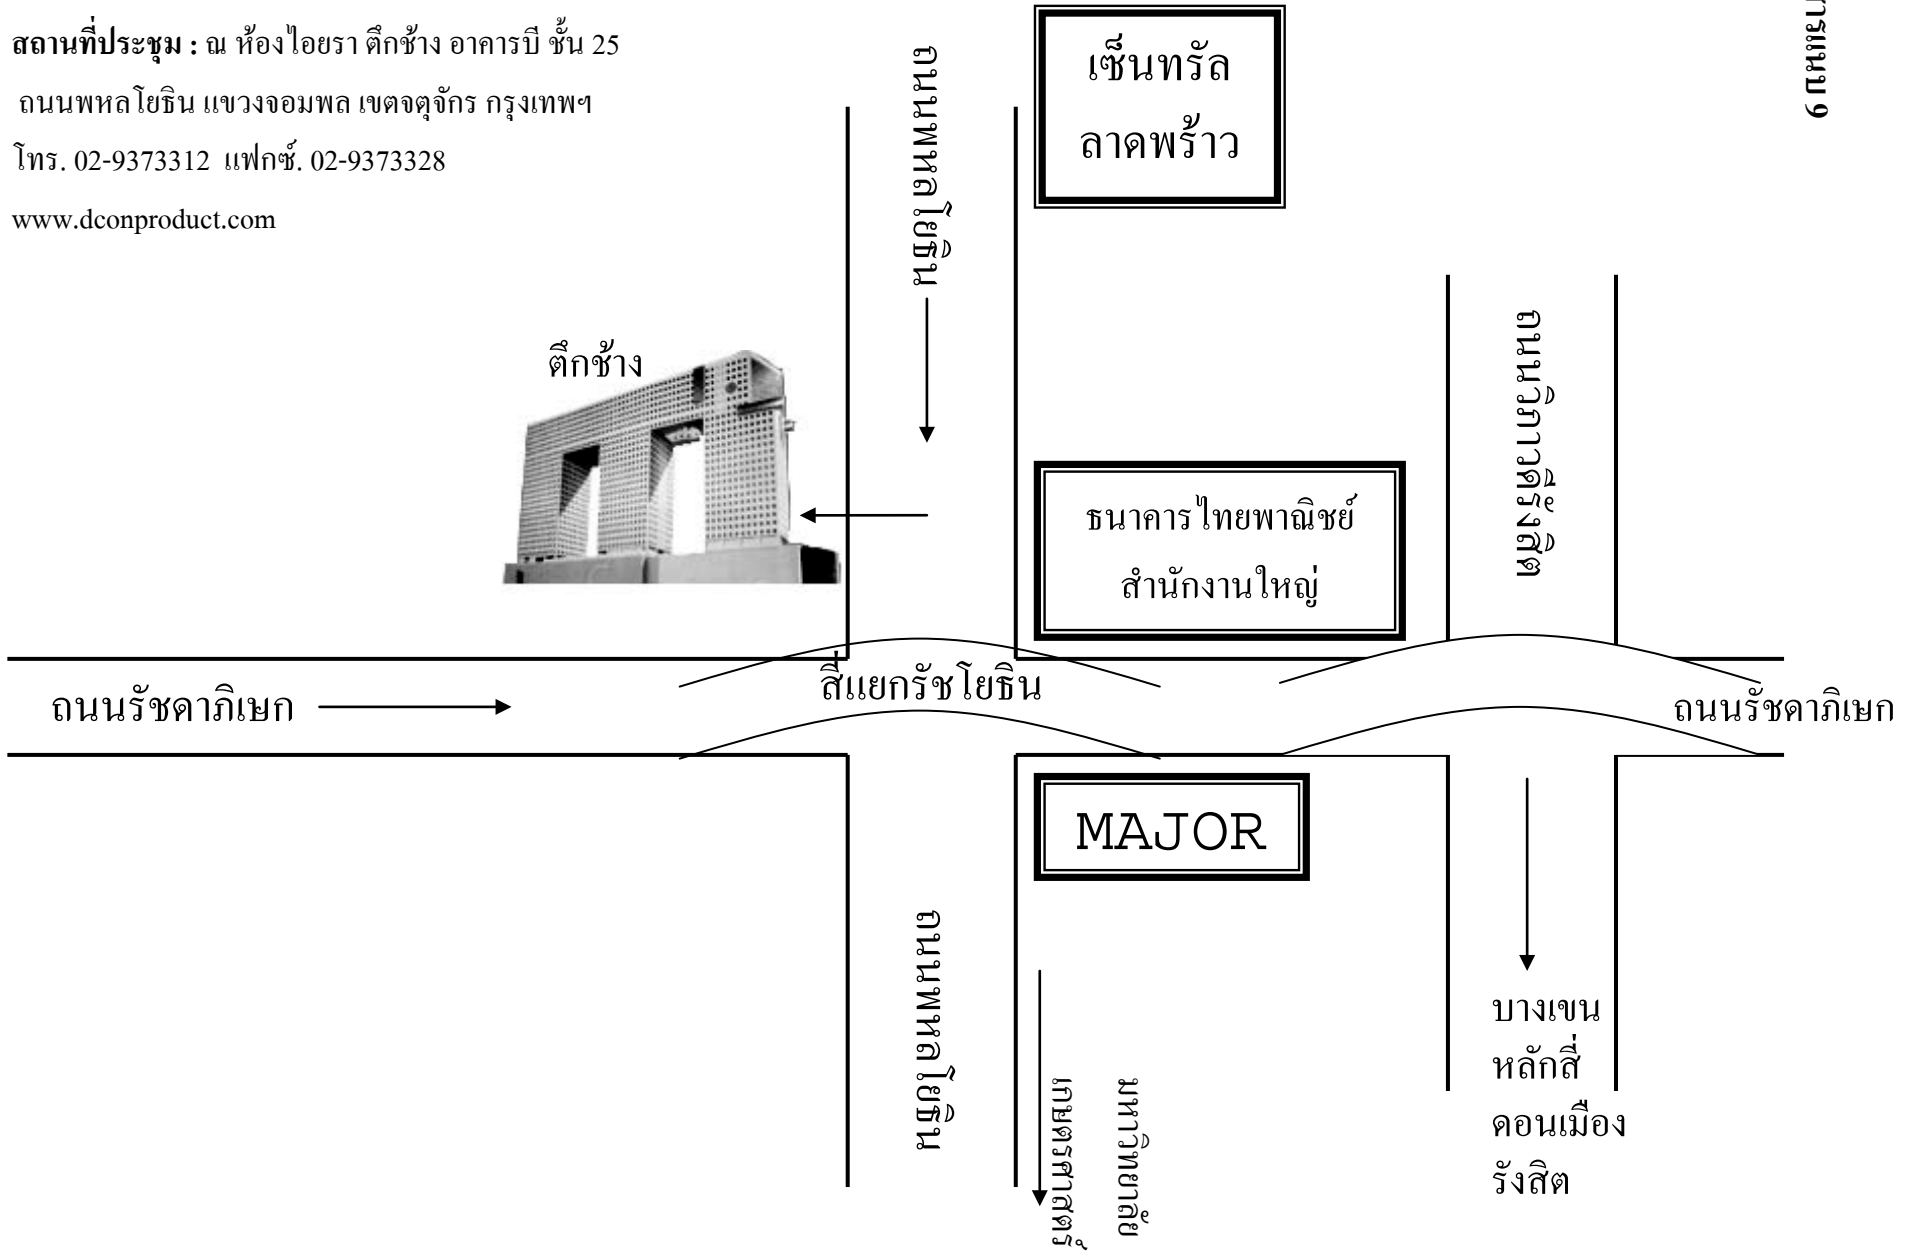 สถานที่ประชุม : ณ ห้องไอยรา ตึกช้าง อาคารบี ชั้น 25
ถนนพหลโยธิน แขวงจอมพล เขตจตุจักร กรุงเทพฯ
โทร. 02-9373312 แฟกซ์. 02-9373328
www.dconproduct.com
ถนนพหลโยธิน
เซ็นทรัล
ลาดพร้าว
9
ตึกช้าง
ถนนวิภาวดีรังสิต
ธนาคารไทยพาณิชย์
สำนักงานใหญ่
สี่แยกรัชโยธิน
ถนนรัชดาภิเษก
ถนนรัชดาภิเษก
MAJOR
ถนนพหลโยธิน
มหาวิทยาลัย
เกษตรศาสตร์
บางเขน
หลักสี่
ดอนเมือง
รังสิต